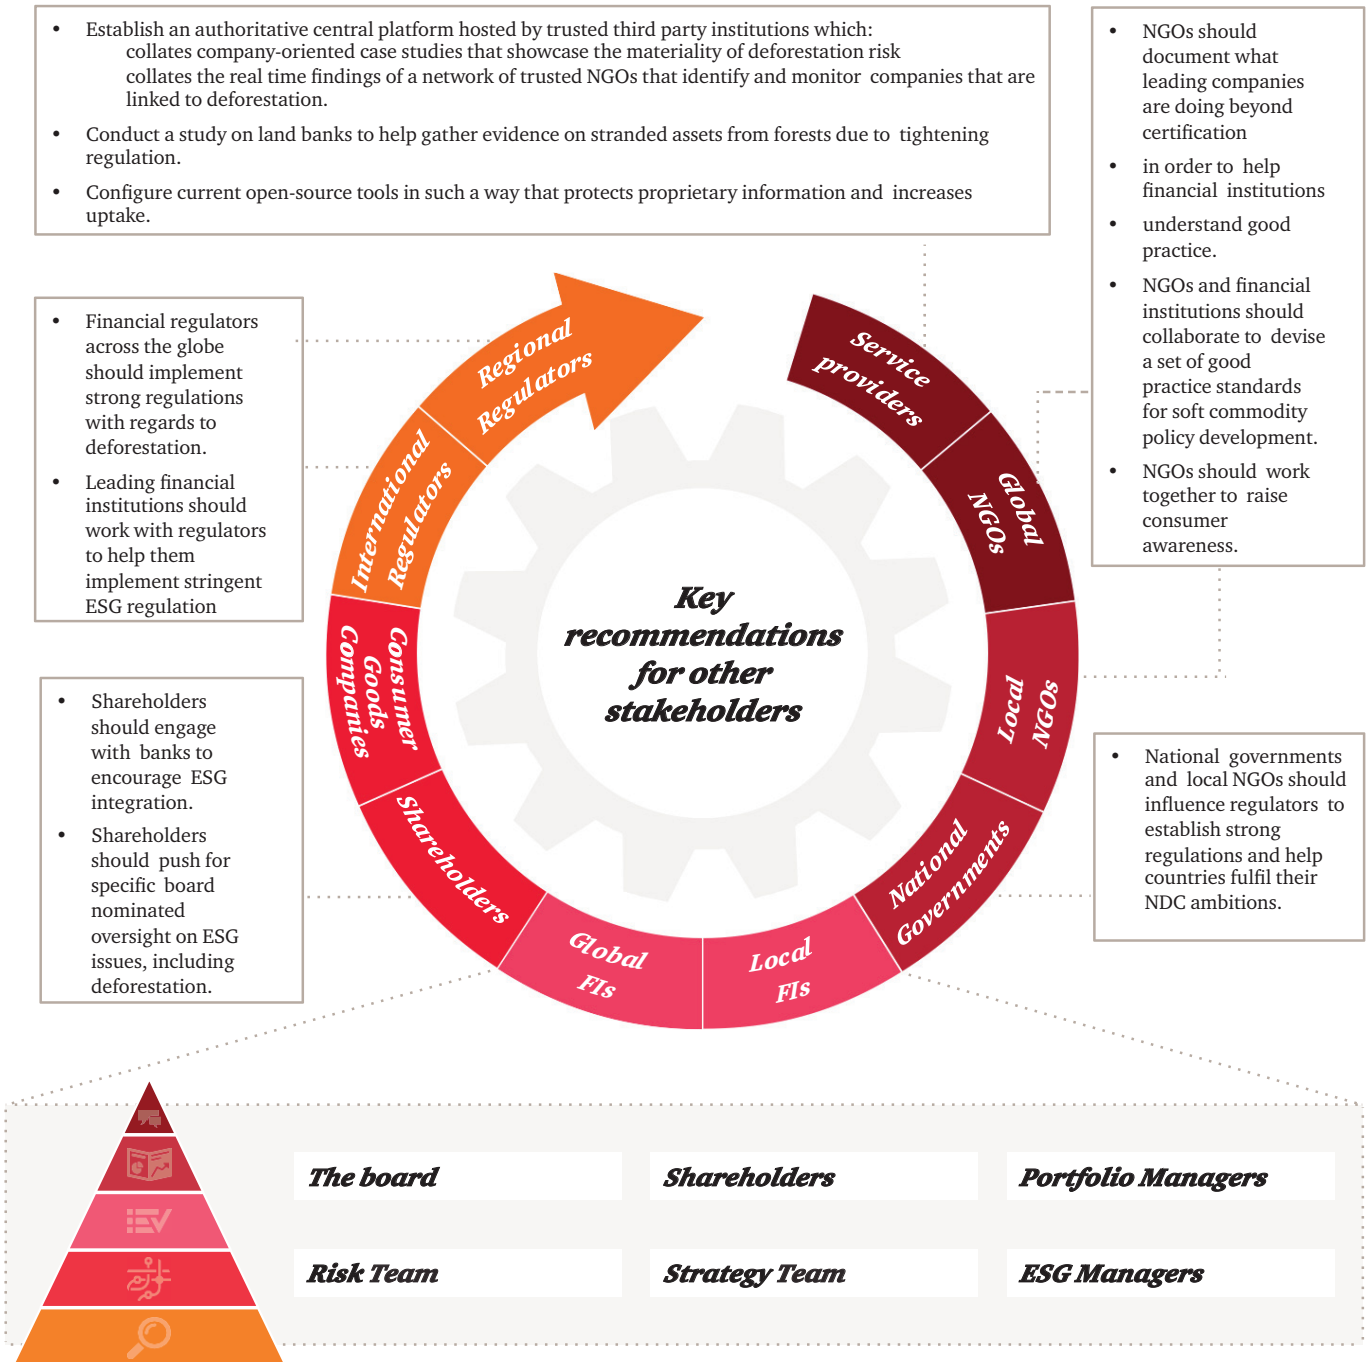 • Establish an authoritative central platform hosted by trusted third party institutions which:
collates company-oriented case studies that showcase the materiality of deforestation risk
collates the real time findings of a network of trusted NGOs that identify and monitor companies that are
linked to deforestation.
• Conduct a study on land banks to help gather evidence on stranded assets from forests due to tightening
regulation.
• Configure current open-source tools in such a way that protects proprietary information and increases
uptake.
• NGOs should
document what
leading companies
are doing beyond
certification
• in order to help
financial institutions
• understand good
practice.
• NGOs and financial
institutions should
collaborate to devise
a set of good
practice standards
for soft commodity
policy development.
• NGOs should work
together to raise
consumer
awareness.
• Financial regulators
across the globe
should implement
strong regulations
with regards to
deforestation.
• Leading financial
institutions should
work with regulators
to help them
implement stringent
ESG regulation
• Shareholders
should engage
with banks to
encourage ESG
integration.
• Shareholders
should push for
specific board
nominated
oversight on ESG
issues, including
deforestation.
• National governments
and local NGOs should
influence regulators to
establish strong
regulations and help
countries fulfil their
NDC ambitions.
Service
providers
Global
NGOs
Local
NGOs
National
Governments
Local
FIs
Global
FIs
Shareholders
Consumer
Goods
Companies
International
Regulators
Regional
Regulators
Key
recommendations
for other
stakeholders
The board
Shareholders
Portfolio Managers
Risk Team
Strategy Team
ESG Managers